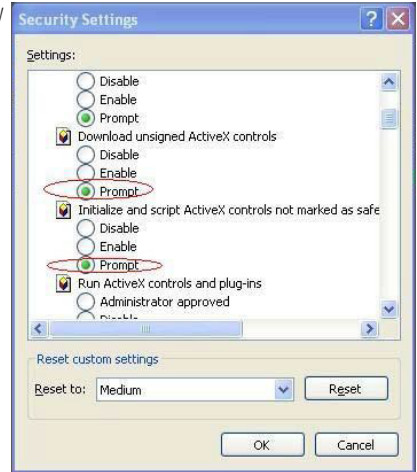 Security Settings
Settings:
Disable
Enable
Prompt
Download unsigned ActiveX controls
Disable
Enable
Prompt
Initialize and script ActiveX controls not marked as safe
Disable
Enable
Prompt
Run ActiveX controls and plug-ins
Administrator approved
Reset custom settings
Reset to: Medium Reset
OK Cancel